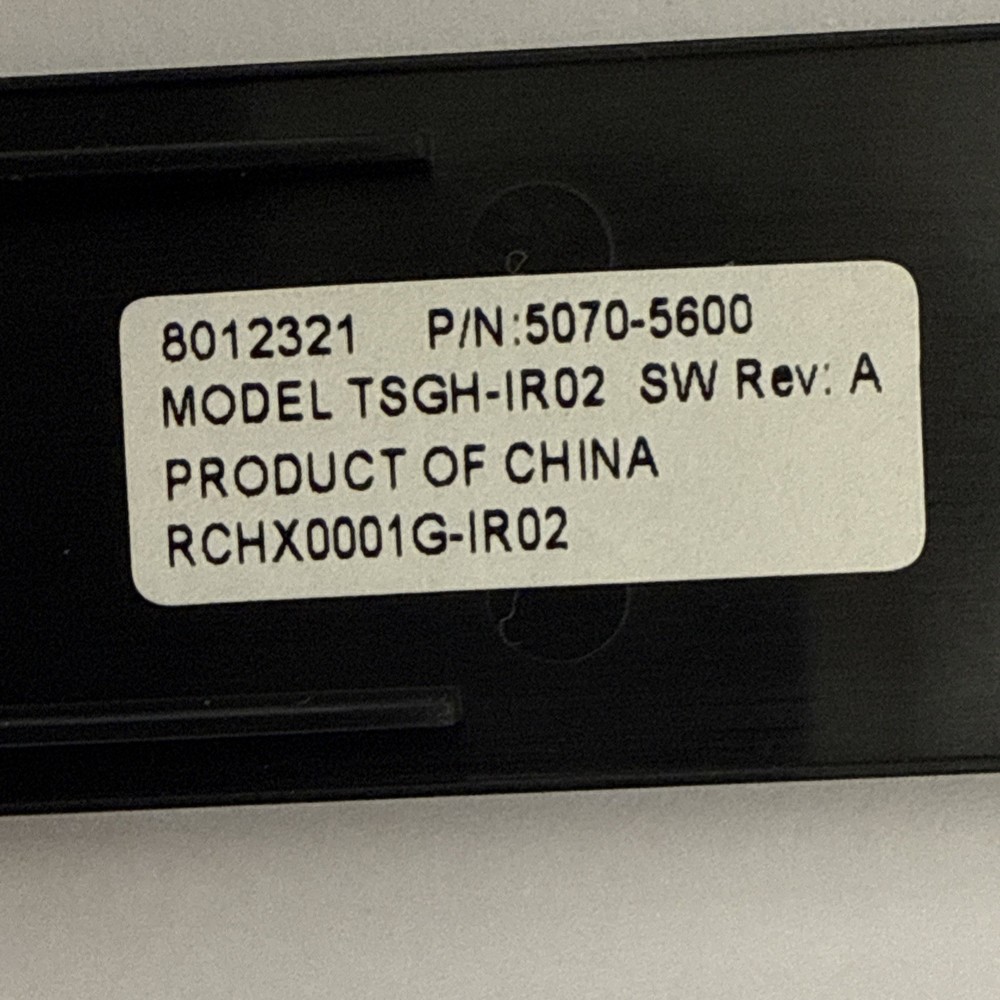 8012321 P/N:5070-5600
MODEL TSGH-IR02 SW Rev: A
PRODUCT OF CHINA
RCHX0001G-IR02